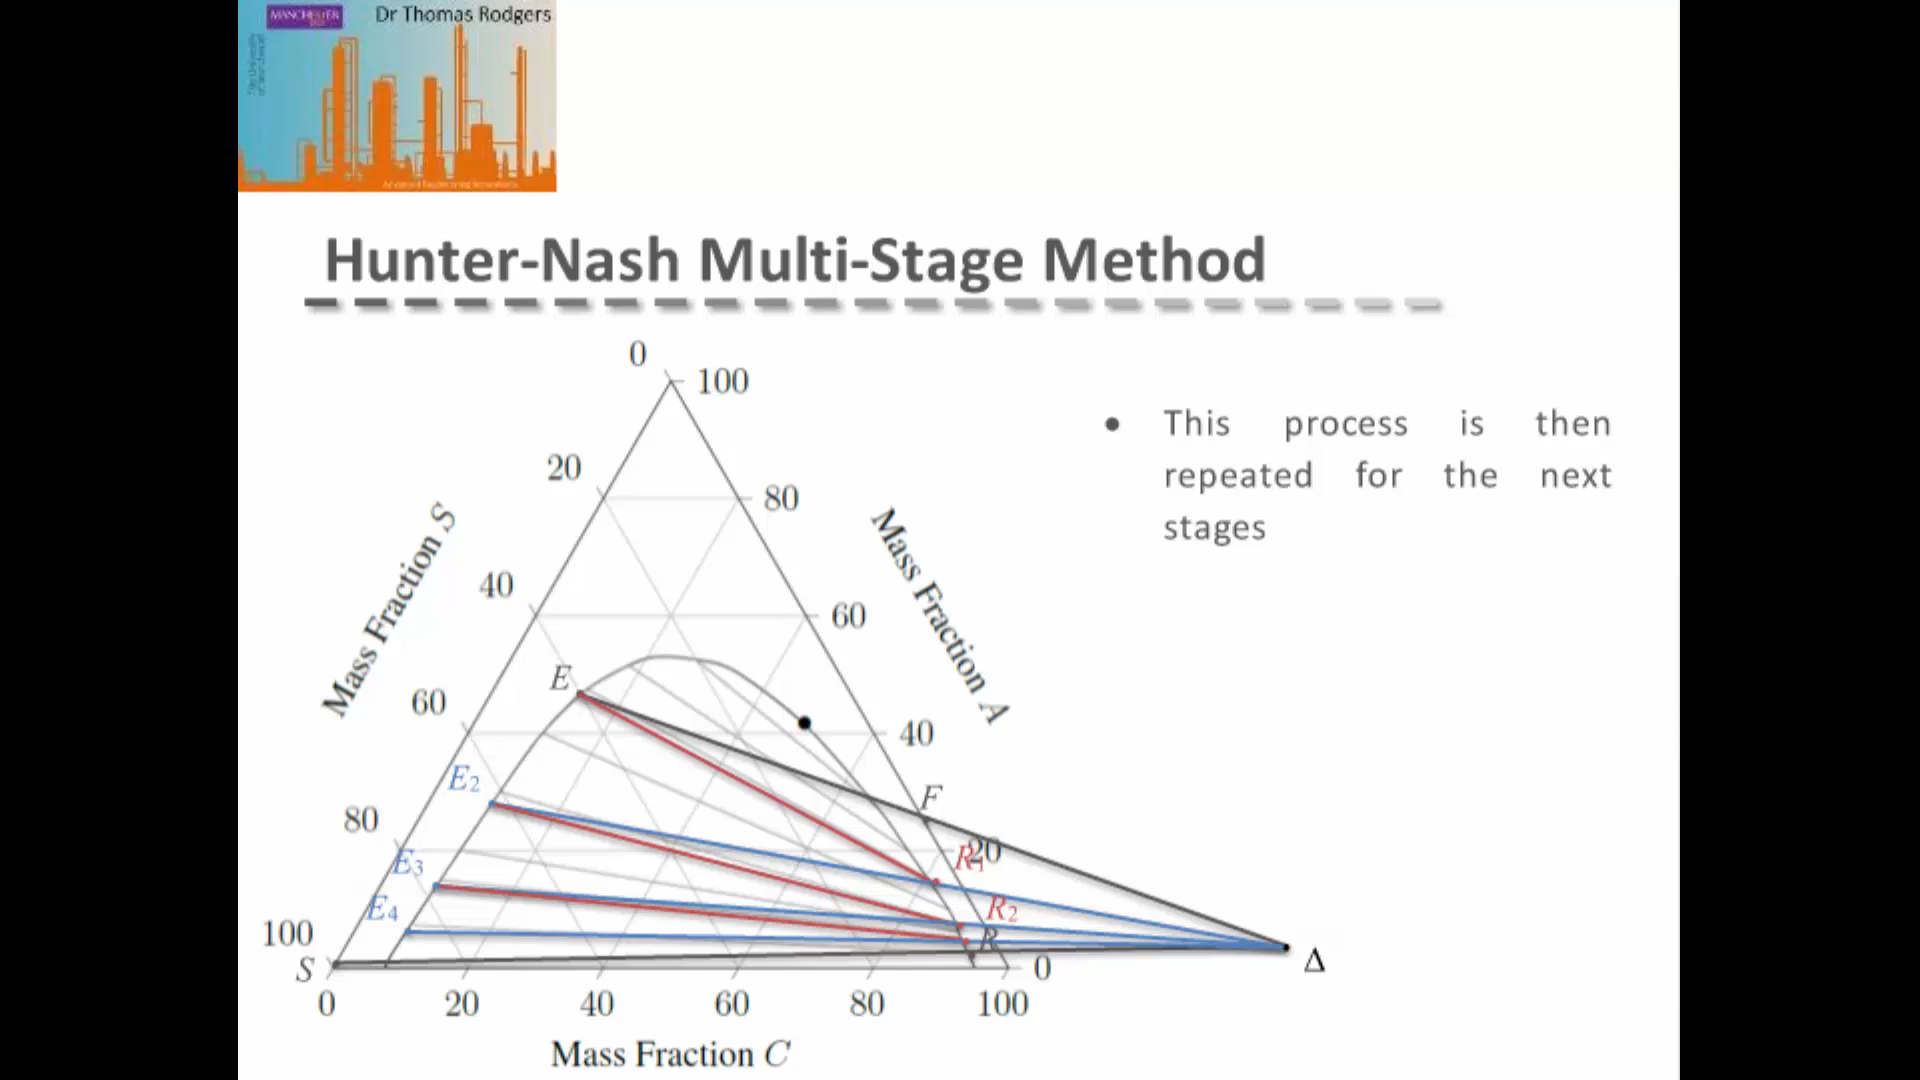 MANCHESTER
Dr Thomas Rodgers
Hunter-Nash Multi-Stage Method
This process is then
repeated for the next
stages
0
100
20
80
40
60
60
40
80
20
100
0
Mass Fraction S
Mass Fraction A
E
E2
E3
E4
F
R1
R2
R
S
Δ
0 20 40 60 80 100
Mass Fraction C